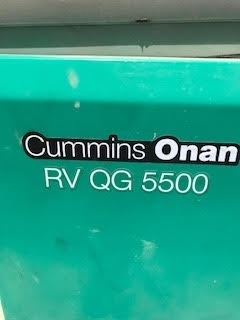 Cummins Onan
RV QG 5500